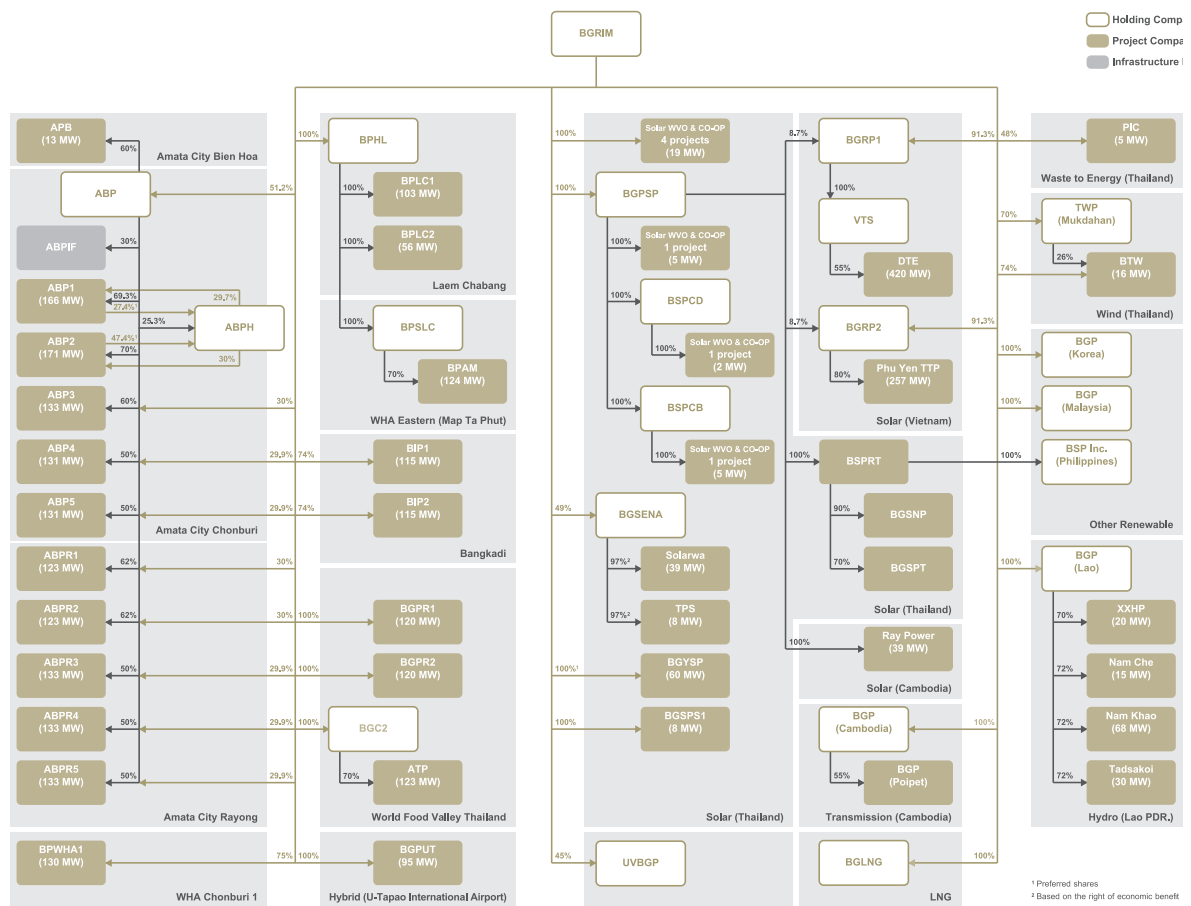 BGRIM
Holding Compa
Project Compa
Infrastructure
APB
(13 MW)
60%
Amata City Bien Hoa
ABP
51.2%
ABPIF
30%
ABP1
(166 MW)
69.3%
29.7%
27.4%¹
25.3%
ABPH
ABP2
(171 MW)
47.4%¹
70%
30%
ABP3
(133 MW)
60%
30%
ABP4
(131 MW)
50%
29.9%
ABP5
(131 MW)
50%
29.9%
Amata City Chonburi
ABPR1
(123 MW)
62%
30%
ABPR2
(123 MW)
62%
30%
ABPR3
(133 MW)
50%
29.9%
ABPR4
(133 MW)
50%
29.9%
ABPR5
(133 MW)
50%
29.9%
Amata City Rayong
BPWHA1
(130 MW)
75%
WHA Chonburi 1
100%
BPHL
100%
BPLC1
(103 MW)
100%
BPLC2
(56 MW)
Laem Chabang
100%
BPSLC
70%
BPAM
(124 MW)
WHA Eastern (Map Ta Phut)
74%
BIP1
(115 MW)
74%
BIP2
(115 MW)
Bangkadi
100%
BGPR1
(120 MW)
100%
BGPR2
(120 MW)
100%
BGC2
70%
ATP
(123 MW)
World Food Valley Thailand
100%
BGPUT
(95 MW)
Hybrid (U-Tapao International Airport)
100%
Solar WVO & CO-OP
4 projects
(19 MW)
100%
BGPSP
100%
Solar WVO & CO-OP
1 project
(5 MW)
100%
BSPCD
100%
Solar WVO & CO-OP
1 project
(2 MW)
100%
BSPCB
100%
Solar WVO & CO-OP
1 project
(5 MW)
49%
BGSENA
97%²
Solarwa
(39 MW)
97%²
TPS
(8 MW)
100%¹
BGYSP
(60 MW)
100%
BGSPS1
(8 MW)
Solar (Thailand)
45%
UVBGP
8.7%
BGRP1
91.3%
100%
VTS
55%
DTE
(420 MW)
8.7%
BGRP2
91.3%
80%
Phu Yen TTP
(257 MW)
Solar (Vietnam)
100%
BSPRT
90%
BGSNP
70%
BGSPT
Solar (Thailand)
100%
Ray Power
(39 MW)
Solar (Cambodia)
BGP
(Cambodia)
100%
55%
BGP
(Poipet)
Transmission (Cambodia)
BGLNG
100%
LNG
48%
PIC
(5 MW)
Waste to Energy (Thailand)
70%
TWP
(Mukdahan)
26%
74%
BTW
(16 MW)
Wind (Thailand)
100%
BGP
(Korea)
100%
BGP
(Malaysia)
100%
BSP Inc.
(Philippines)
Other Renewable
100%
BGP
(Lao)
70%
XXHP
(20 MW)
72%
Nam Che
(15 MW)
72%
Nam Khao
(68 MW)
72%
Tadsakoi
(30 MW)
Hydro (Lao PDR.)
¹ Preferred shares
² Based on the right of economic benefit